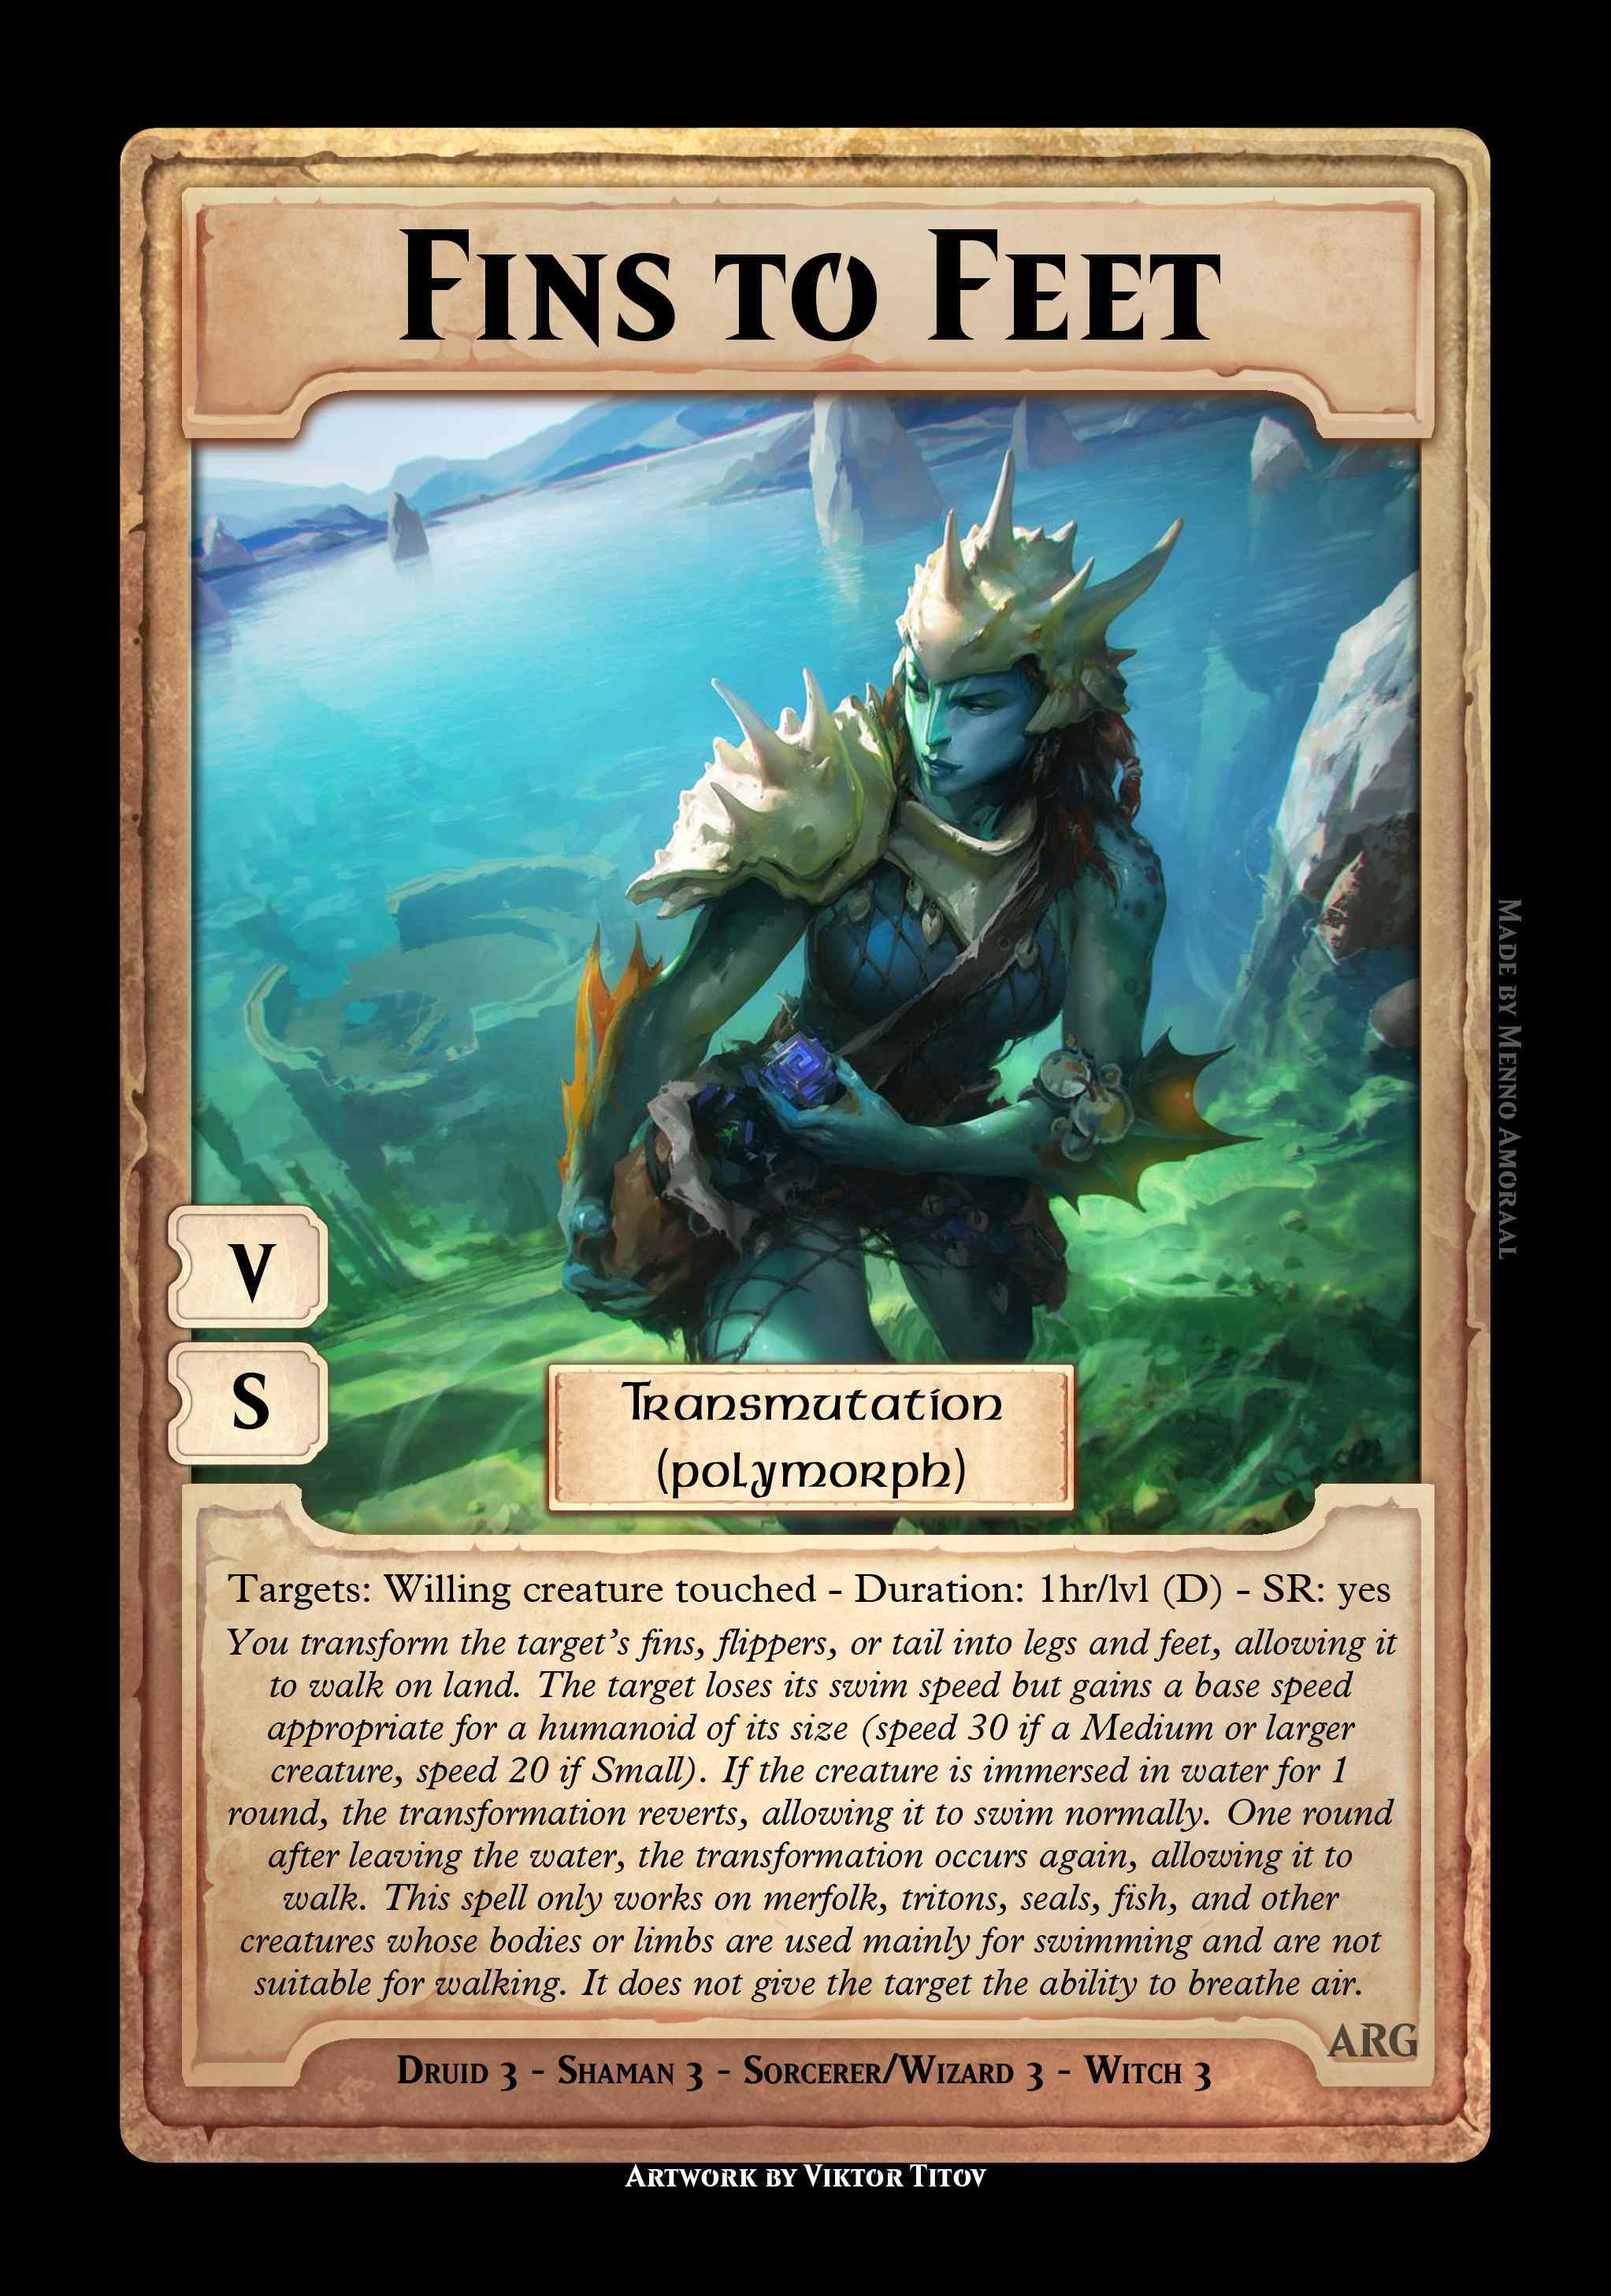 Fins to Feet
Made by Menno Amoraal
V
S
Transmutation
(polymorph)
Targets: Willing creature touched - Duration: 1hr/lvl (D) - SR: yes
You transform the target's fins, flippers, or tail into legs and feet, allowing it
to walk on land. The target loses its swim speed but gains a base speed
appropriate for a humanoid of its size (speed 30 if a Medium or larger
creature, speed 20 if Small). If the creature is immersed in water for 1
round, the transformation reverts, allowing it to swim normally. One round
after leaving the water, the transformation occurs again, allowing it to
walk. This spell only works on merfolk, tritons, seals, fish, and other
creatures whose bodies or limbs are used mainly for swimming and are not
suitable for walking. It does not give the target the ability to breathe air.
ARG
Druid 3 - Shaman 3 - Sorcerer/Wizard 3 - Witch 3
Artwork by Viktor Titov